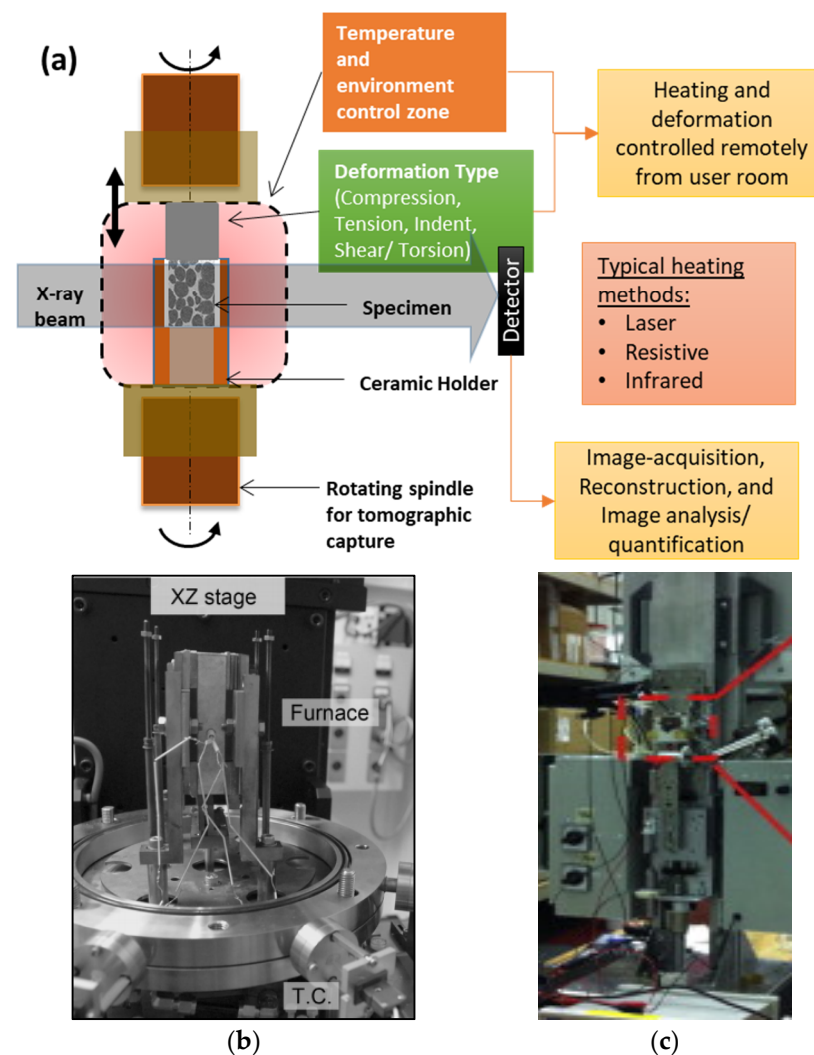 (a)
Temperature
and
environment
control zone
Heating and
deformation
controlled remotely
from user room
Deformation Type
(Compression,
Tension, Indent,
Shear/ Torsion)
X-ray
beam
Specimen
Detector
Typical heating
methods:
• Laser
• Resistive
• Infrared
Ceramic Holder
Rotating spindle
for tomographic
capture
Image-acquisition,
Reconstruction, and
Image analysis/
quantification
XZ stage
Furnace
T.C.
(b)
(c)